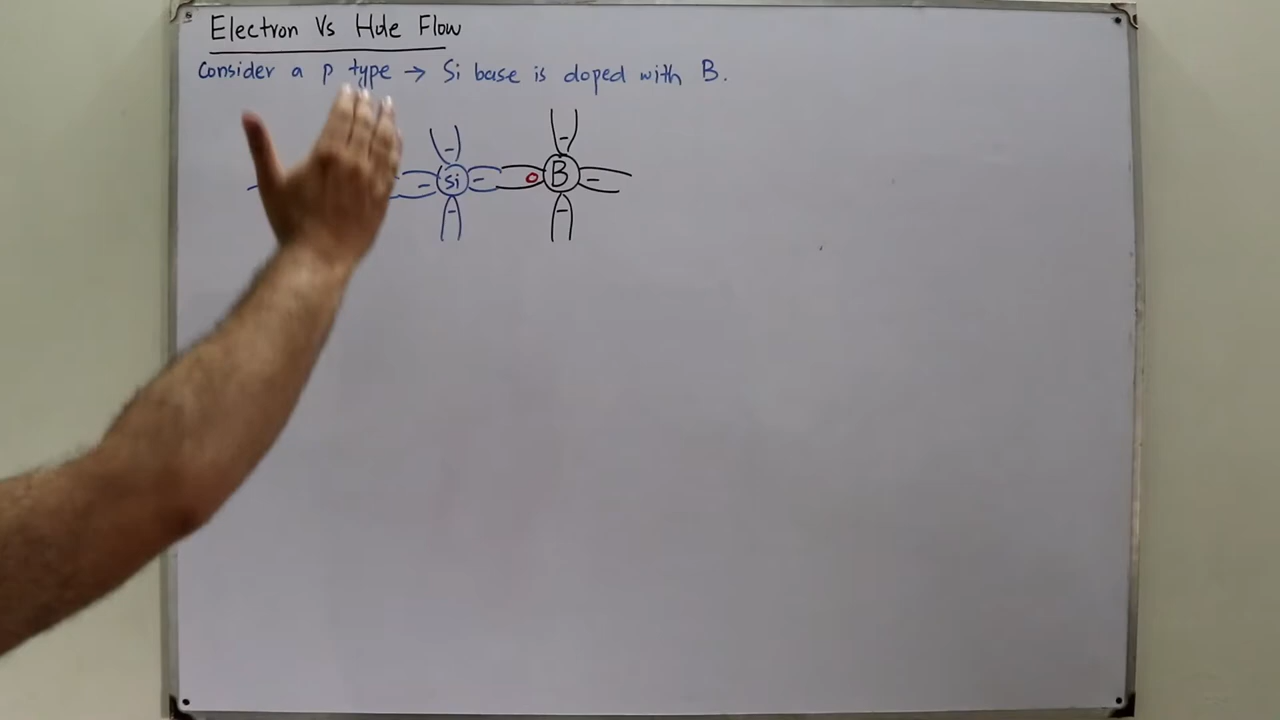 Electron Vs Hole Flow
Consider a p type → Si base is doped with B.
Si B